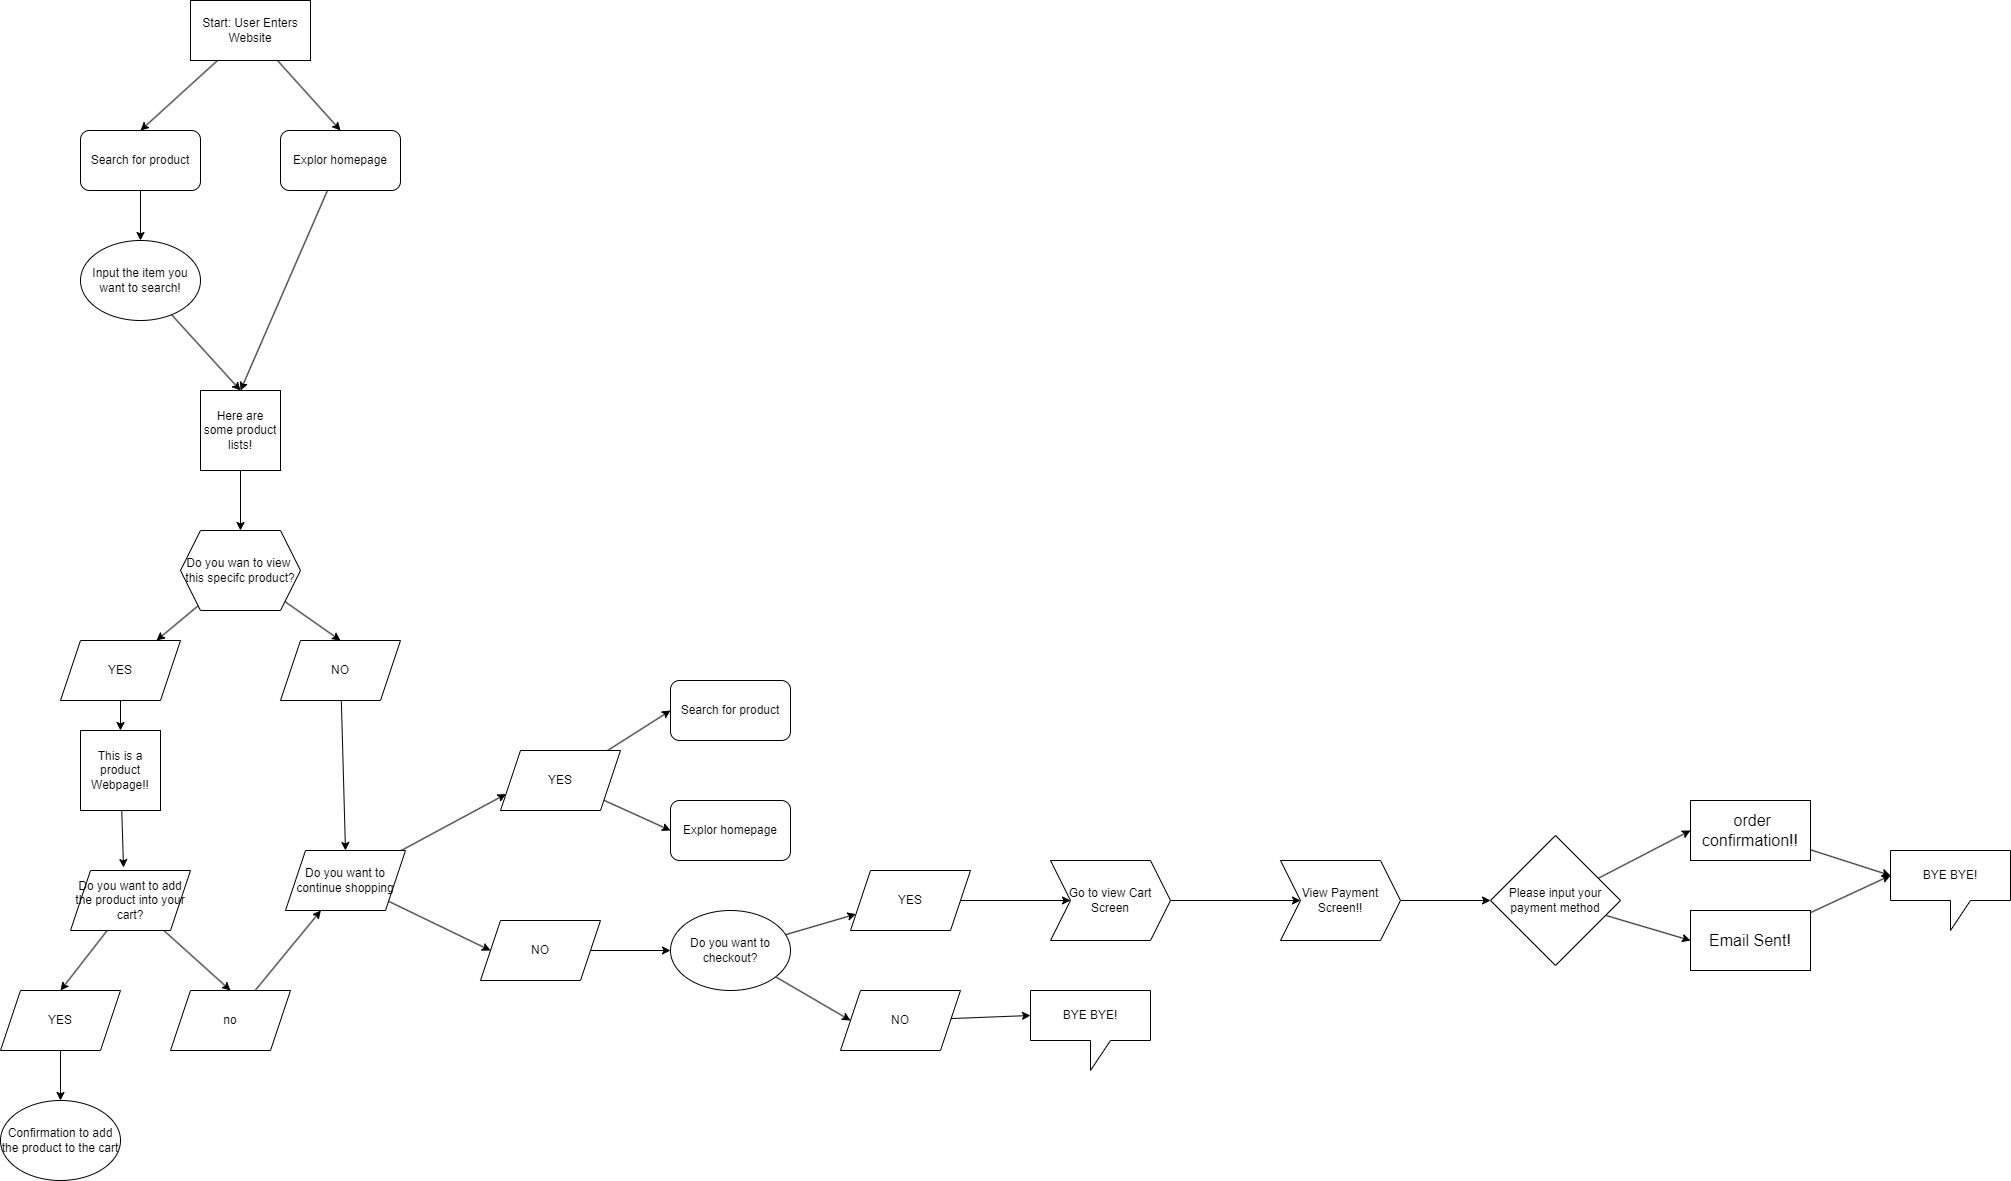 Start: User Enters
Website
Search for product
Explor homepage
Input the item you
want to search!
Here are
some product
lists!
Do you wan to view
this specifc product?
YES
NO
This is a
product
Webpage!!
Do you want to add
the product into your
cart?
YES
no
Confirmation to add
the product to the cart
Do you want to
continue shopping
YES
Search for product
Explor homepage
NO
Do you want to
checkout?
YES
Go to view Cart
Screen
View Payment
Screen!!
Please input your
payment method
order
confirmation!!
Email Sent!
BYE BYE!
NO
BYE BYE!